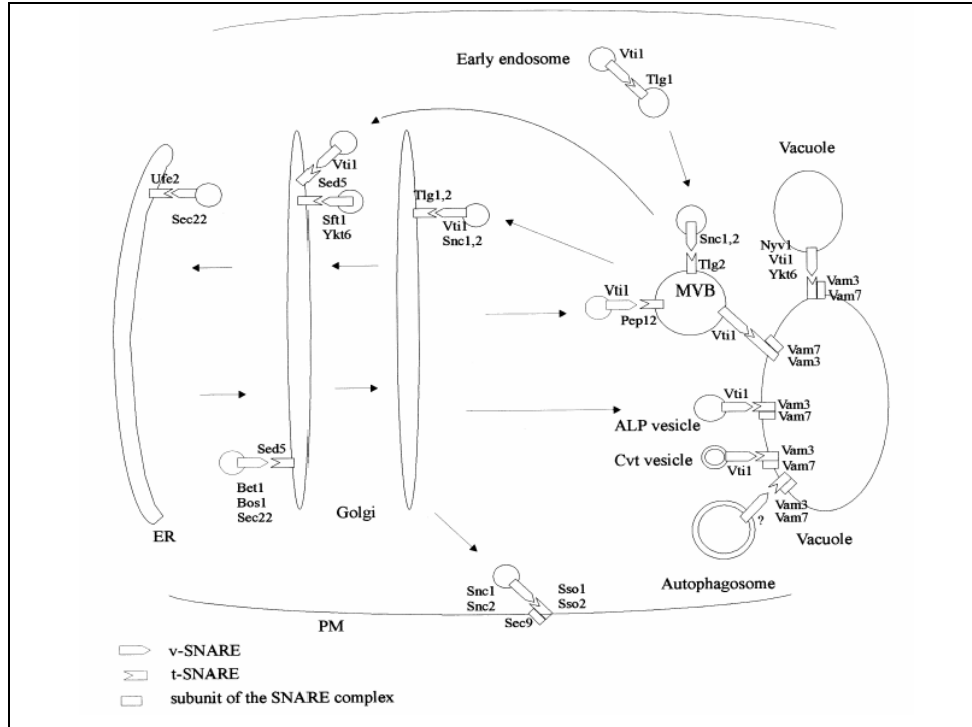 Early endosome
Vti1
Tlg1
Vacuole
Ufe2
Sec22
Vti1
Sed5
Sft1
Ykt6
Tlg1,2
Vti1
Snc1,2
Snc1,2
Tlg2
MVB
Nyv1
Vti1
Ykt6
Vam3
Vam7
Vti1
Pep12
Vti1
Vam7
Vam3
Vti1
Vam3
Vam7
ALP vesicle
Cvt vesicle
Vti1
Vam3
Vam7
Sed5
Bet1
Bos1
Sec22
Golgi
ER
?
Vam3
Vam7
Vacuole
Autophagosome
Snc1
Snc2
Sso1
Sso2
Sec9
PM
v-SNARE
t-SNARE
subunit of the SNARE complex